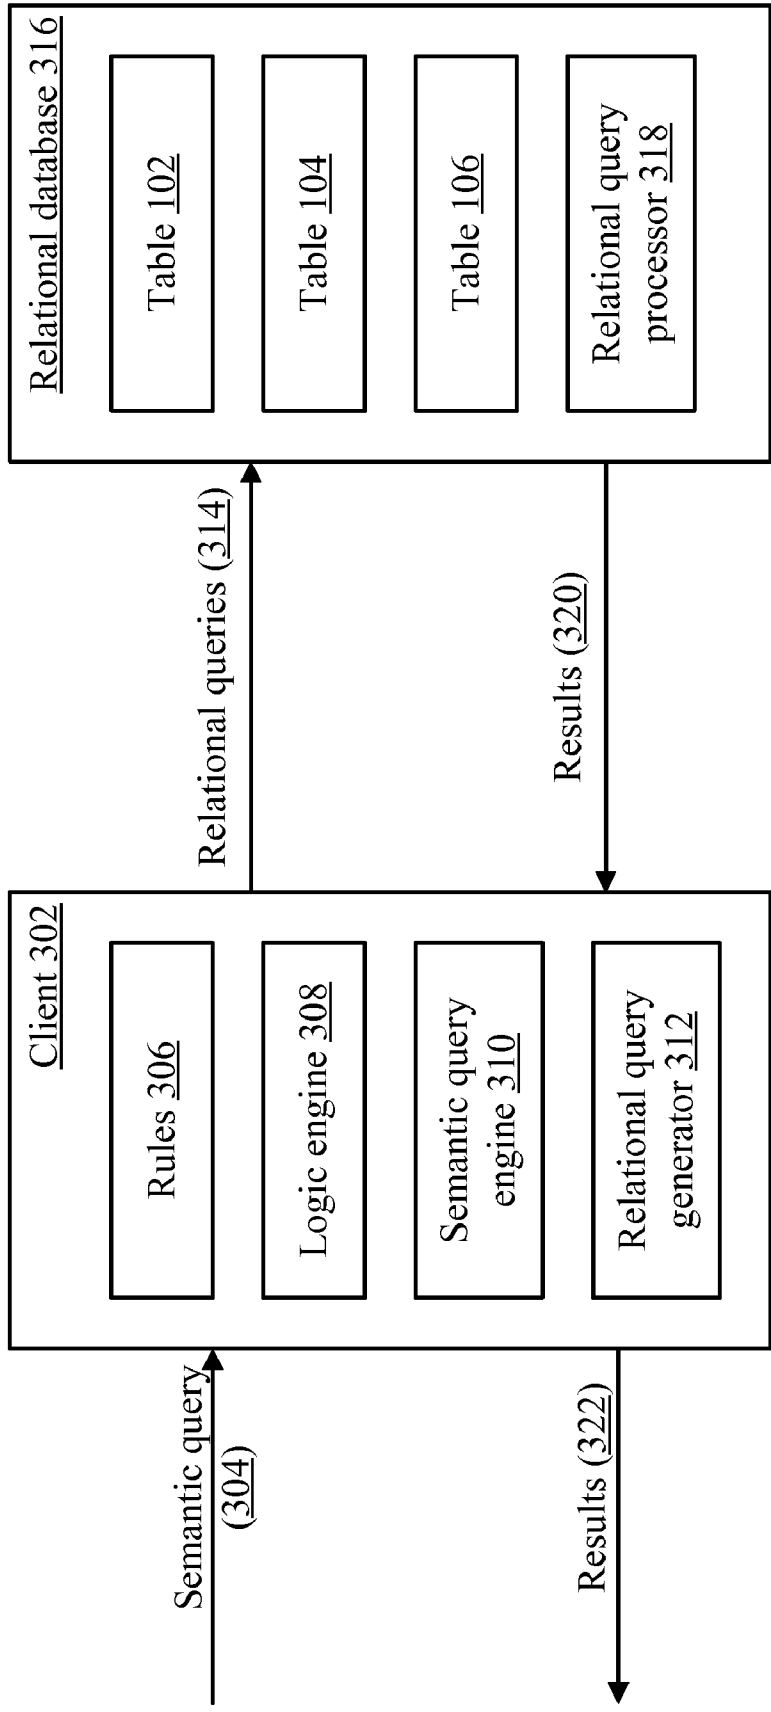 Semantic query
(304)
Results (322)
Client 302
Rules 306
Logic engine 308
Semantic query
engine 310
Relational query
generator 312
Relational queries (314)
Results (320)
Relational database 316
Table 102
Table 104
Table 106
Relational query
processor 318